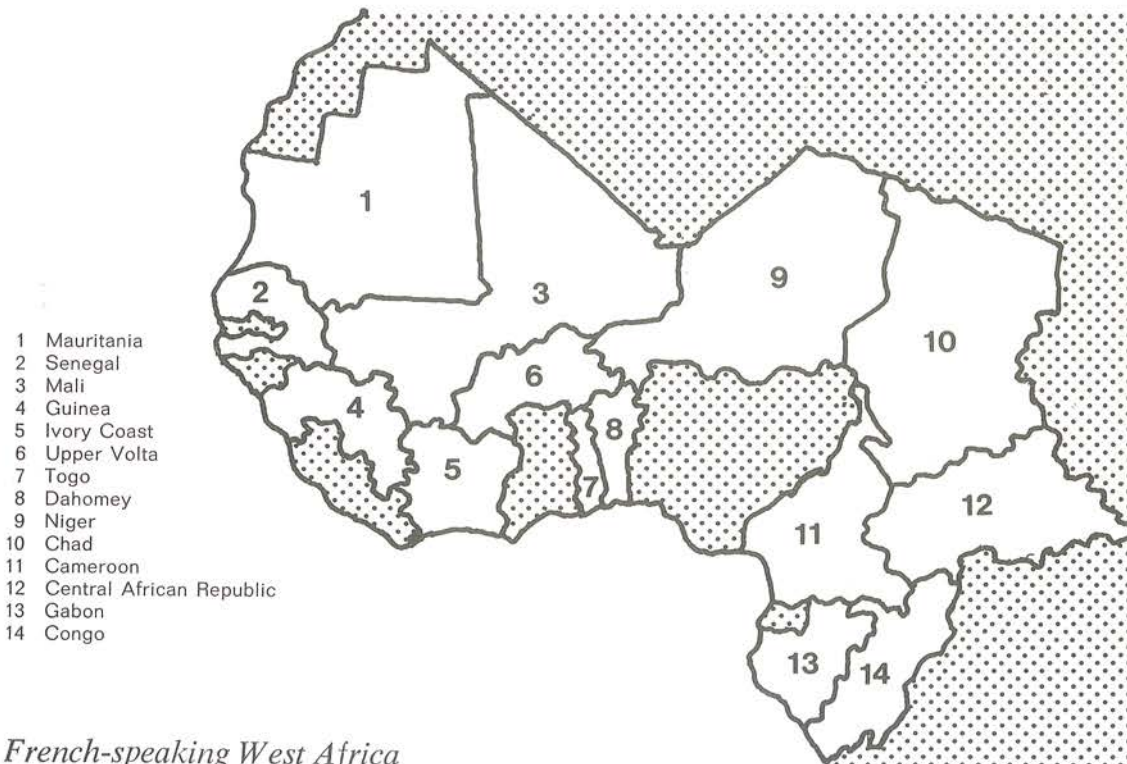 1 Mauritania
2 Senegal
3 Mali
4 Guinea
5 Ivory Coast
6 Upper Volta
7 Togo
8 Dahomey
9 Niger
10 Chad
11 Cameroon
12 Central African Republic
13 Gabon
14 Congo
1
2
3
4
5
6
7
8
9
10
11
12
13
14
French-speaking West Africa